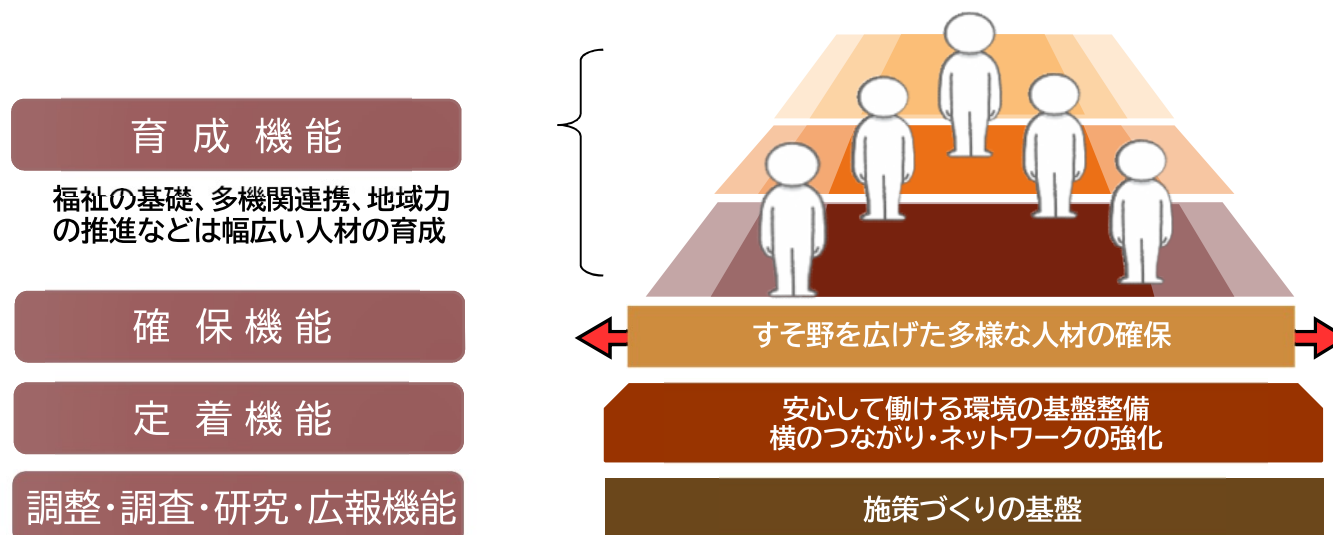 育 成 機 能
福祉の基礎、多機関連携、地域力
の推進などは幅広い人材の育成
確 保 機 能
すそ野を広げた多様な人材の確保
定 着 機 能
安心して働ける環境の基盤整備
横のつながり・ネットワークの強化
調整・調査・研究・広報機能
施策づくりの基盤